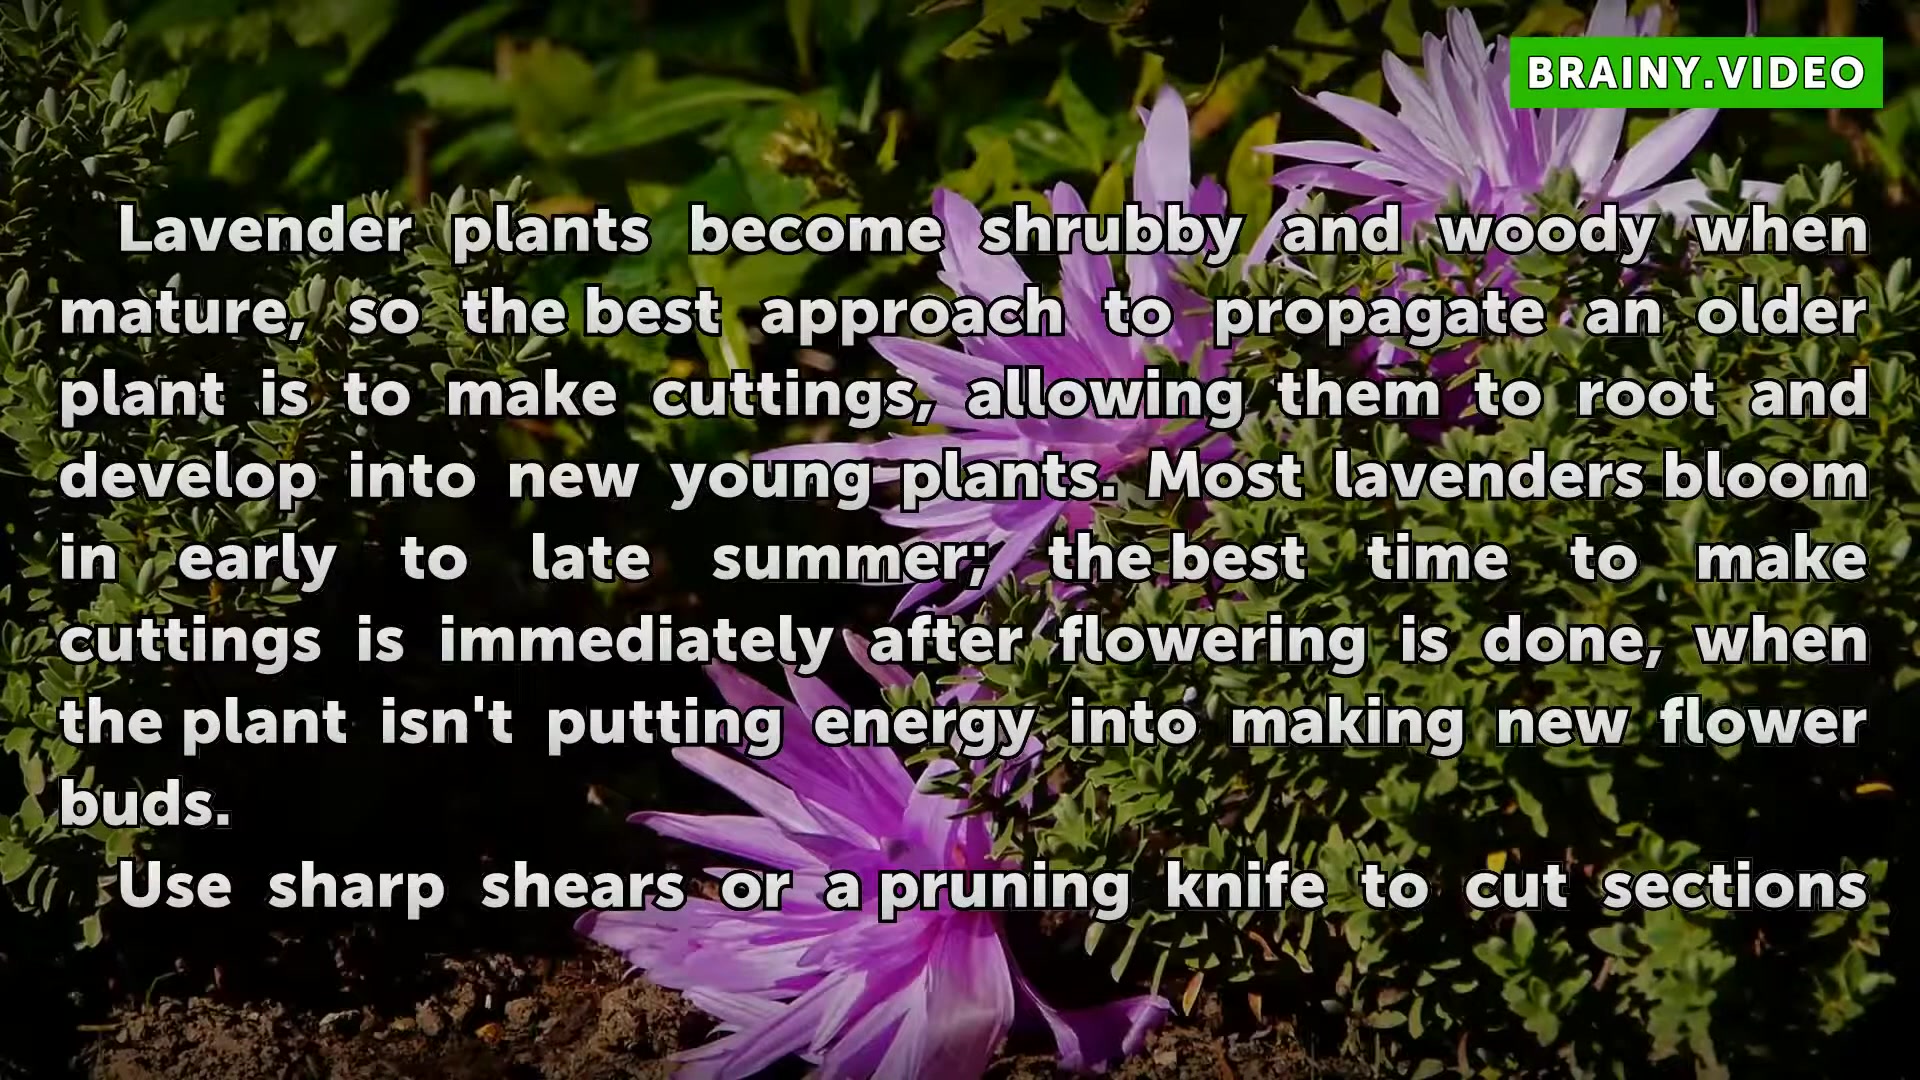 BRAINY.VIDEO
Lavender plants become shrubby and woody when
mature, so the best approach to propagate an older
plant is to make cuttings, allowing them to root and
develop into new young plants. Most lavenders bloom
in early to late summer; the best time to make
cuttings is immediately after flowering is done, when
the plant isn't putting energy into making new flower
buds.
Use sharp shears or a pruning knife to cut sections